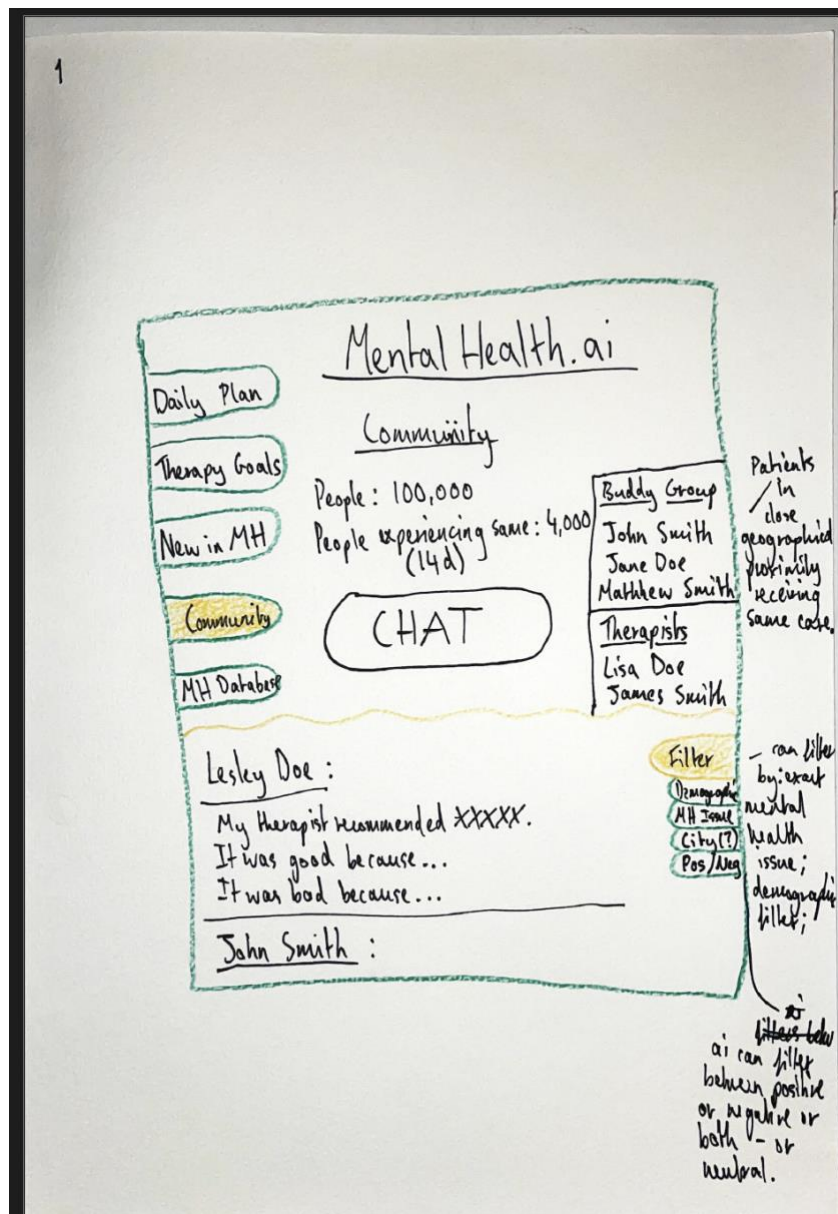 1
Mental Health.ai
Daily Plan
Therapy Goals
New in MH
Community
MH Database
Community
People: 100,000
People experiencing same: 4,000
(14d)
CHAT
Buddy Group
John Smith
Jane Doe
Matthew Smith
Therapists
Lisa Doe
James Smith
Patients
in
close
geographical
proximity
receiving
same care.
Lesley Doe :
My therapist recommended XXXXX.
It was good because...
It was bad because...
John Smith :
Filter
Demographic
MH Issue
City(?)
Pos/Neg
– can filter
by: exact
mental
health
issue;
demographic
filter;
ai can filter
between positive
or negative or
both – or
neutral.